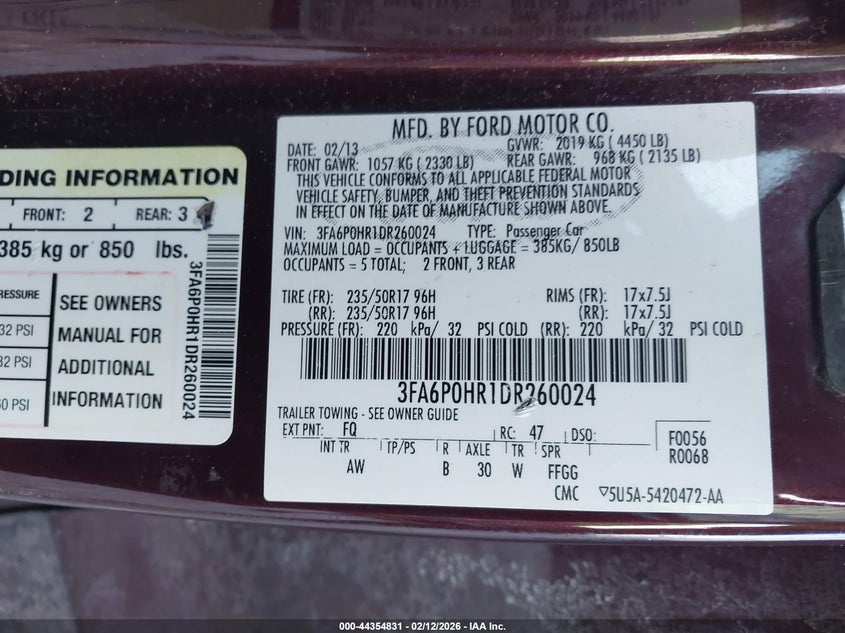 DING INFORMATION
FRONT: 2 REAR: 3
385 kg or 850 lbs.
RESSURE
SEE OWNERS
MANUAL FOR
ADDITIONAL
INFORMATION
32 PSI
32 PSI
60 PSI
3FA6P0HR1DR260024
MFD. BY FORD MOTOR CO.
DATE: 02/13 GVWR: 2019 KG ( 4450 LB)
FRONT GAWR: 1057 KG ( 2330 LB) REAR GAWR: 968 KG ( 2135 LB)
THIS VEHICLE CONFORMS TO ALL APPLICABLE FEDERAL MOTOR
VEHICLE SAFETY, BUMPER, AND THEFT PREVENTION STANDARDS
IN EFFECT ON THE DATE OF MANUFACTURE SHOWN ABOVE.
VIN: 3FA6P0HR1DR260024 TYPE: Passenger Car
MAXIMUM LOAD = OCCUPANTS + LUGGAGE = 385KG/ 850LB
OCCUPANTS = 5 TOTAL; 2 FRONT, 3 REAR
TIRE (FR): 235/50R17 96H RIMS (FR): 17x7.5J
(RR): 235/50R17 96H (RR): 17x7.5J
PRESSURE (FR): 220 kPa/ 32 PSI COLD (RR): 220 kPa/ 32 PSI COLD
3FA6P0HR1DR260024
TRAILER TOWING - SEE OWNER GUIDE
EXT PNT: FQ RC: 47 DSO: F0056
INT TR TP/PS R AXLE TR SPR R0068
AW B 30 W FFGG
CMC ▽5U5A-5420472-AA
000-44354831 - 02/12/2026 - IAA Inc.